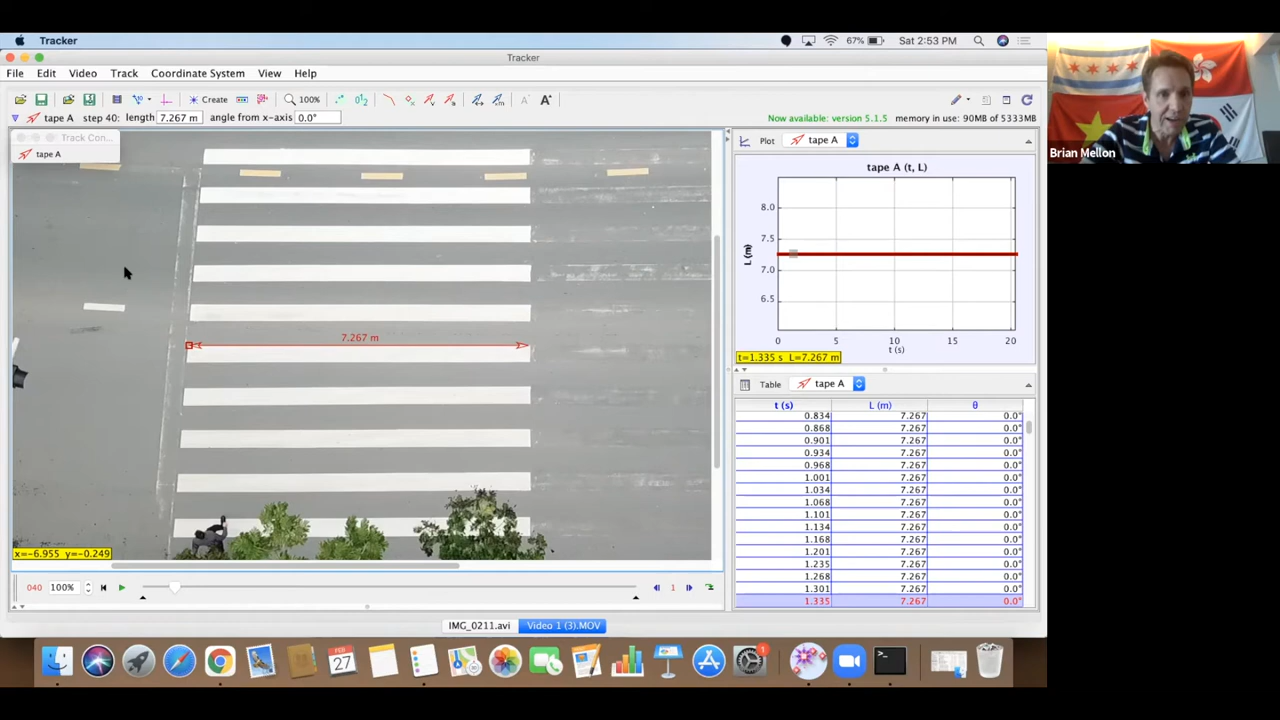 Tracker
Sat 2:53 PM
67%
Tracker
File Edit Video Track Coordinate System View Help
Create
100%
tape A step 40: length 7.267 m angle from x-axis 0.0°
Now available: version 5.1.5 memory in use: 90MB of 5333MB
Track Con...
tape A
7.267 m
x=-6.955 y=-0.249
Plot tape A
tape A (t, L)
L (m)
8.0
7.5
7.0
6.5
0 5 10 15 20
t (s)
t=1.335 s L=7.267 m
Table tape A
t (s) L (m) θ
0.834 7.267 0.0°
0.868 7.267 0.0°
0.901 7.267 0.0°
0.934 7.267 0.0°
0.968 7.267 0.0°
1.001 7.267 0.0°
1.034 7.267 0.0°
1.068 7.267 0.0°
1.101 7.267 0.0°
1.134 7.267 0.0°
1.168 7.267 0.0°
1.201 7.267 0.0°
1.235 7.267 0.0°
1.268 7.267 0.0°
1.301 7.267 0.0°
1.335 7.267 0.0°
040 100%
1
IMG_0211.avi Video 1 (3).MOV
FEB
27
1
Brian Mellon